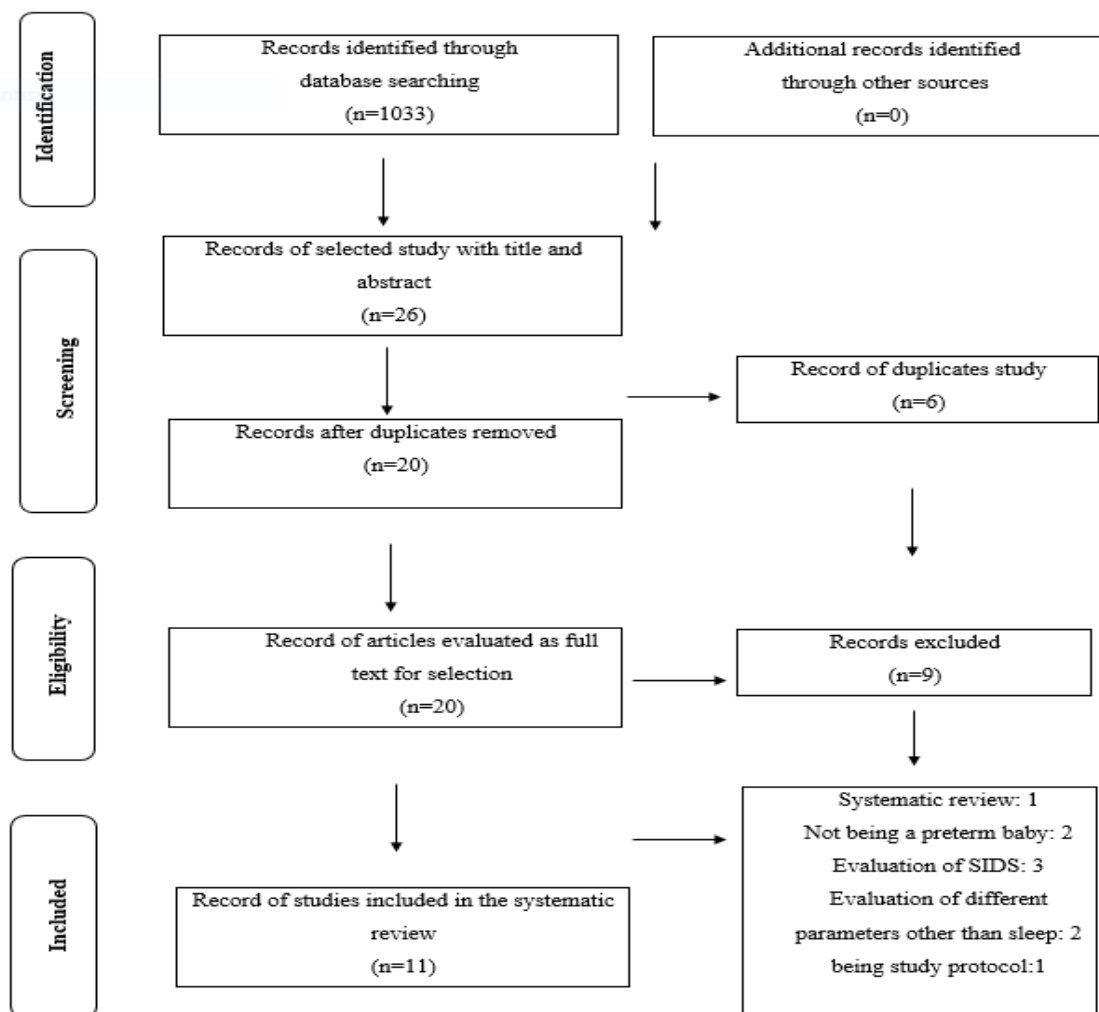 Identification
Records identified through
database searching
(n=1033)
Additional records identified
through other sources
(n=0)
Screening
Records of selected study with title and
abstract
(n=26)
Records after duplicates removed
(n=20)
Record of duplicates study
(n=6)
Eligibility
Record of articles evaluated as full
text for selection
(n=20)
Records excluded
(n=9)
Included
Record of studies included in the systematic
review
(n=11)
Systematic review: 1
Not being a preterm baby: 2
Evaluation of SIDS: 3
Evaluation of different
parameters other than sleep: 2
being study protocol:1